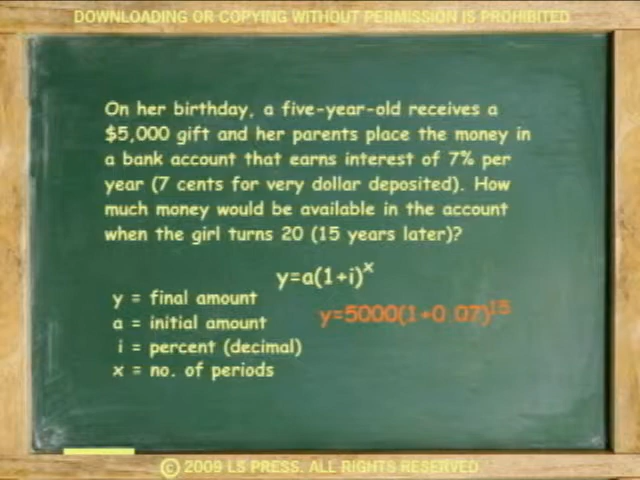 DOWNLOADING OR COPYING WITHOUT PERMISSION IS PROHIBITED
On her birthday, a five-year-old receives a
$5,000 gift and her parents place the money in
a bank account that earns interest of 7% per
year (7 cents for very dollar deposited). How
much money would be available in the account
when the girl turns 20 (15 years later)?
y=a(1+i)^x
y = final amount
a = initial amount
i = percent (decimal)
x = no. of periods
y=5000(1+0.07)^15
© 2009 LS PRESS. ALL RIGHTS RESERVED